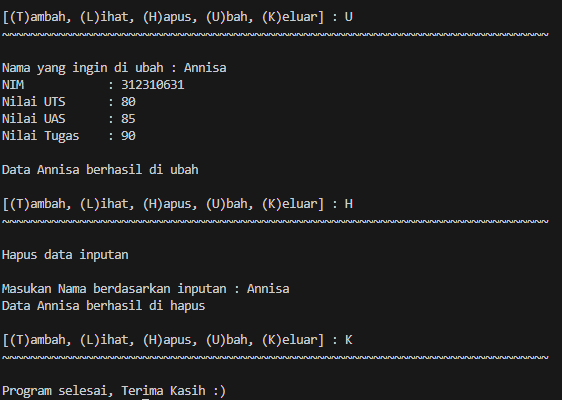 [(T)ambah, (L)ihat, (H)apus, (U)bah, (K)eluar] : U
~~~~~~~~~~~~~~~~~~~~~~~~~~~~~~~~~~~~~~~~~~~~~~~~~~~~~~~~~~~~~~~~~~~~~~~~~~~~~~
Nama yang ingin di ubah : Annisa
NIM            : 312310631
Nilai UTS      : 80
Nilai UAS      : 85
Nilai Tugas    : 90
Data Annisa berhasil di ubah
[(T)ambah, (L)ihat, (H)apus, (U)bah, (K)eluar] : H
~~~~~~~~~~~~~~~~~~~~~~~~~~~~~~~~~~~~~~~~~~~~~~~~~~~~~~~~~~~~~~~~~~~~~~~~~~~~~~
Hapus data inputan
Masukan Nama berdasarkan inputan : Annisa
Data Annisa berhasil di hapus
[(T)ambah, (L)ihat, (H)apus, (U)bah, (K)eluar] : K
~~~~~~~~~~~~~~~~~~~~~~~~~~~~~~~~~~~~~~~~~~~~~~~~~~~~~~~~~~~~~~~~~~~~~~~~~~~~~~
Program selesai, Terima Kasih :)